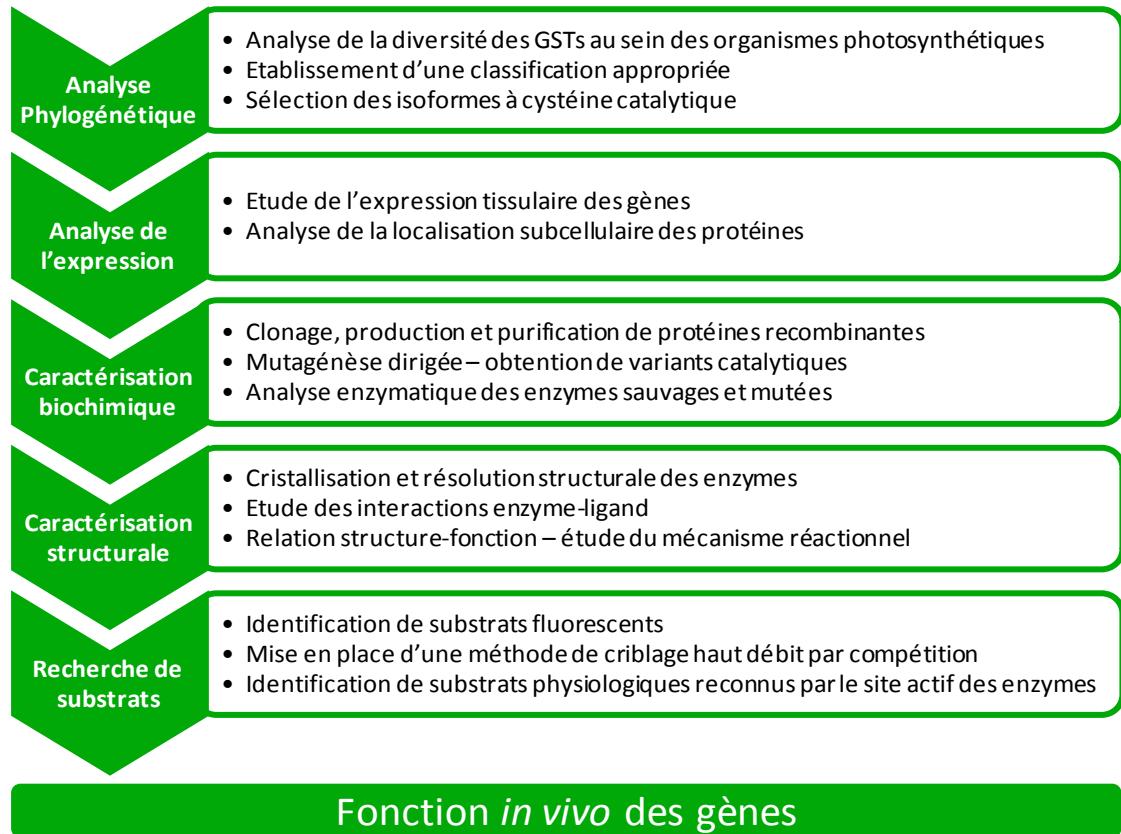 Analyse
Phylogénétique
• Analyse de la diversité des GSTs au sein des organismes photosynthétiques
• Etablissement d’une classification appropriée
• Sélection des isoformes à cystéine catalytique
Analyse de
l’expression
• Etude de l’expression tissulaire des gènes
• Analyse de la localisation subcellulaire des protéines
Caractérisation
biochimique
• Clonage, production et purification de protéines recombinantes
• Mutagénèse dirigée – obtention de variants catalytiques
• Analyse enzymatique des enzymes sauvages et mutées
Caractérisation
structurale
• Cristallisation et résolution structurale des enzymes
• Etude des interactions enzyme-ligand
• Relation structure-fonction – étude du mécanisme réactionnel
Recherche de
substrats
• Identification de substrats fluorescents
• Mise en place d’une méthode de criblage haut débit par compétition
• Identification de substrats physiologiques reconnus par le site actif des enzymes
Fonction in vivo des gènes